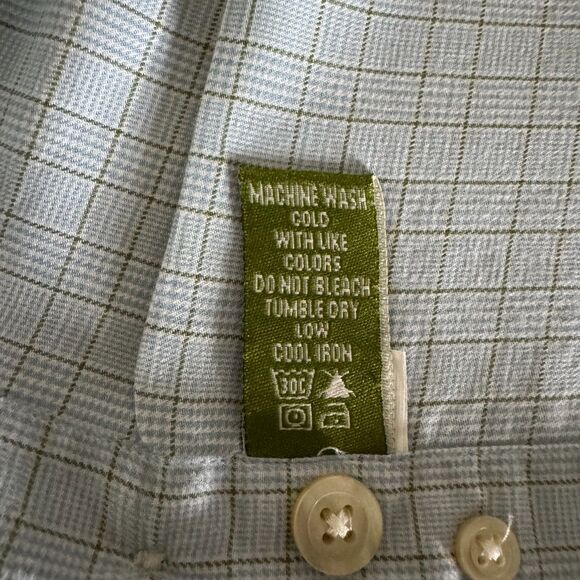 MACHINE WASH
COLD
WITH LIKE
COLORS
DO NOT BLEACH
TUMBLE DRY
LOW
COOL IRON
30C